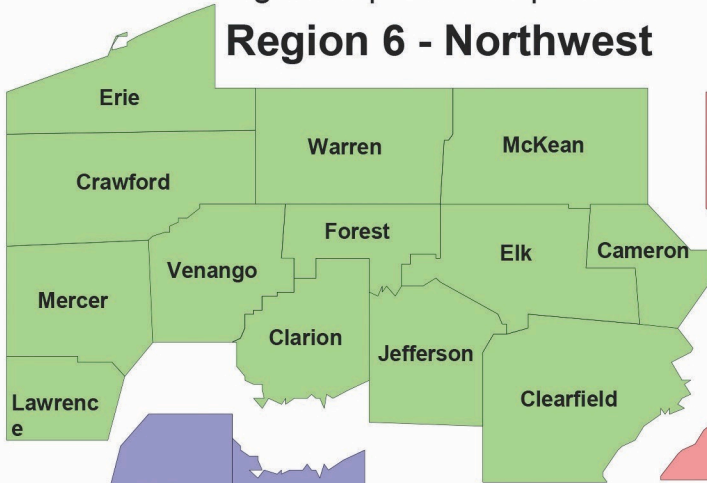 Region 6 - Northwest
Erie
Warren
McKean
Crawford
Forest
Elk
Cameron
Venango
Mercer
Clarion
Jefferson
Clearfield
Lawrenc
e